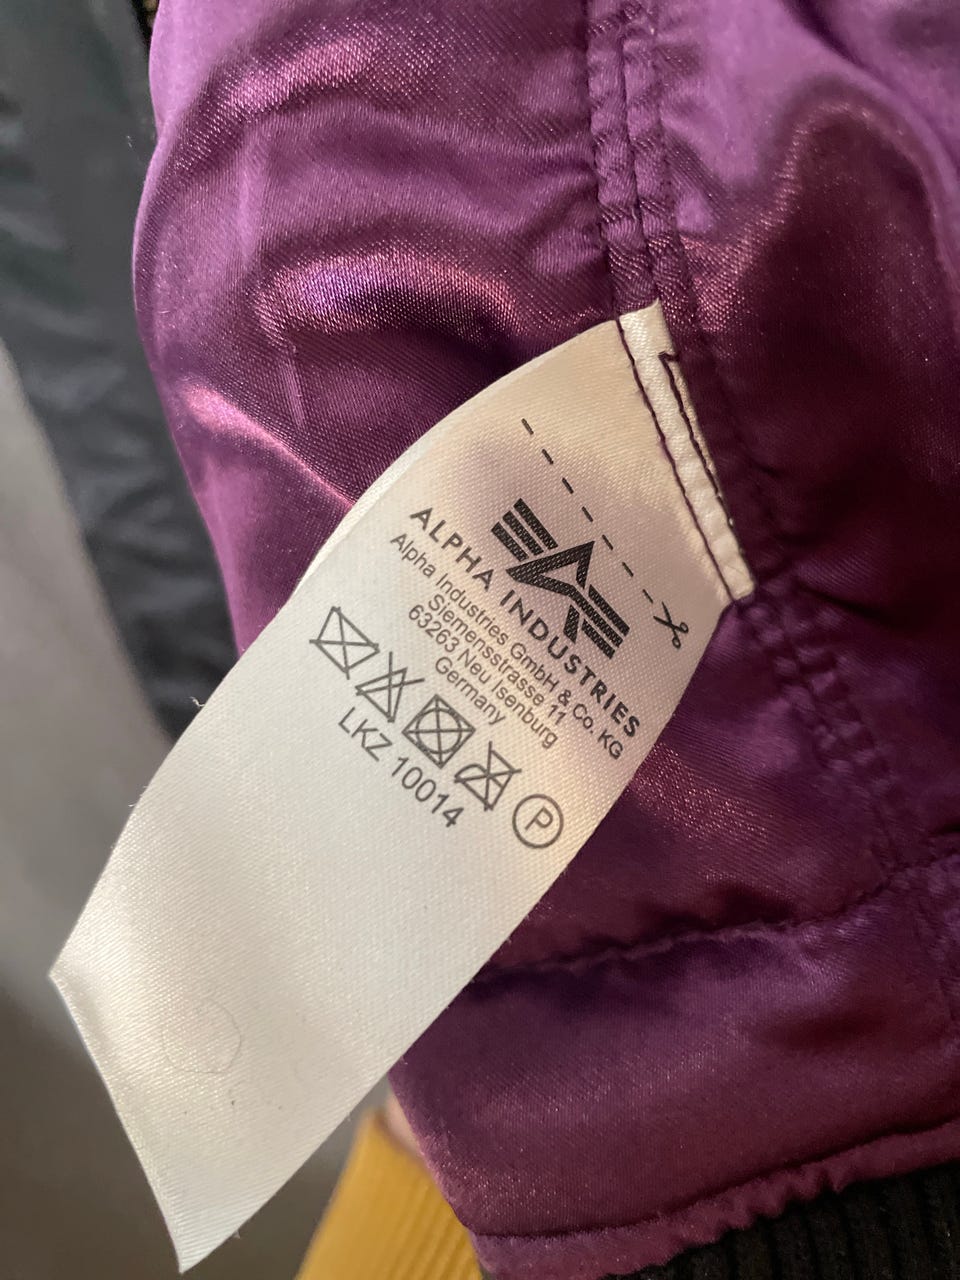 ALPHA INDUSTRIES
Alpha Industries GmbH & Co. KG
Siemensstrasse 11
63263 Neu Isenburg
Germany
P
LKZ 10014